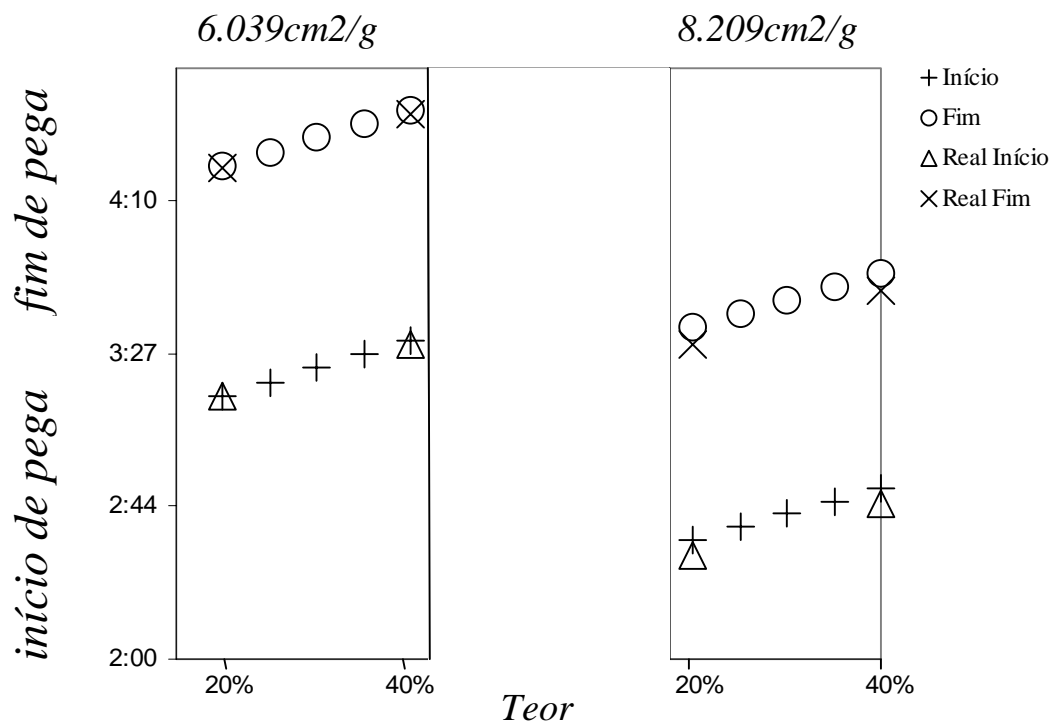 6.039cm2/g
8.209cm2/g
Início
Fim
Real Início
Real Fim
fim de pega
início de pega
4:10
3:27
2:44
2:00
20%
40%
20%
40%
Teor